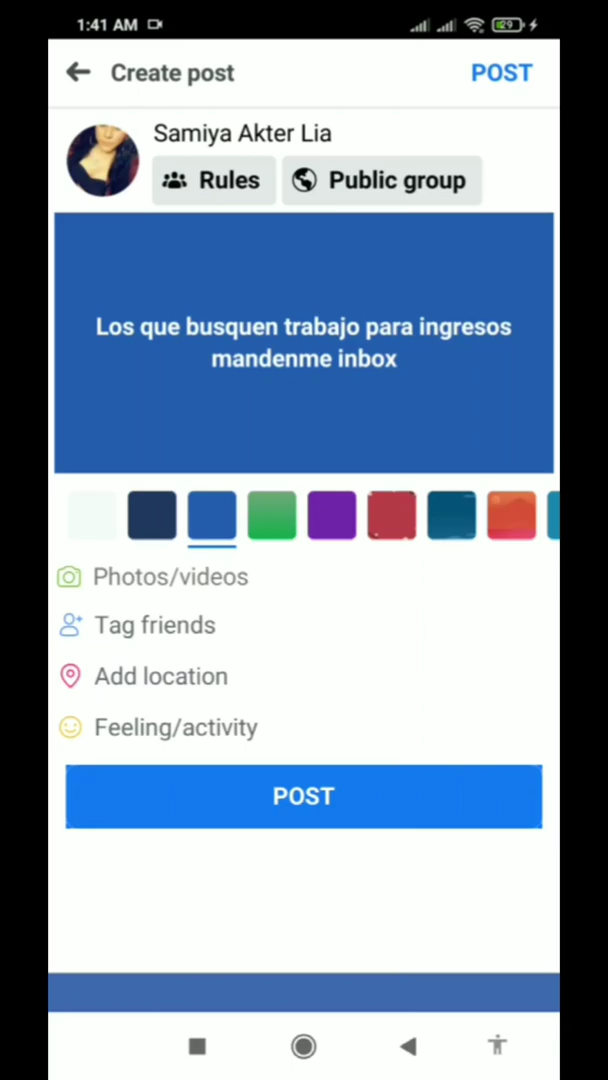 1:41 AM
29
Create post
POST
Samiya Akter Lia
Rules
Public group
Los que busquen trabajo para ingresos
mandenme inbox
Photos/videos
Tag friends
Add location
Feeling/activity
POST